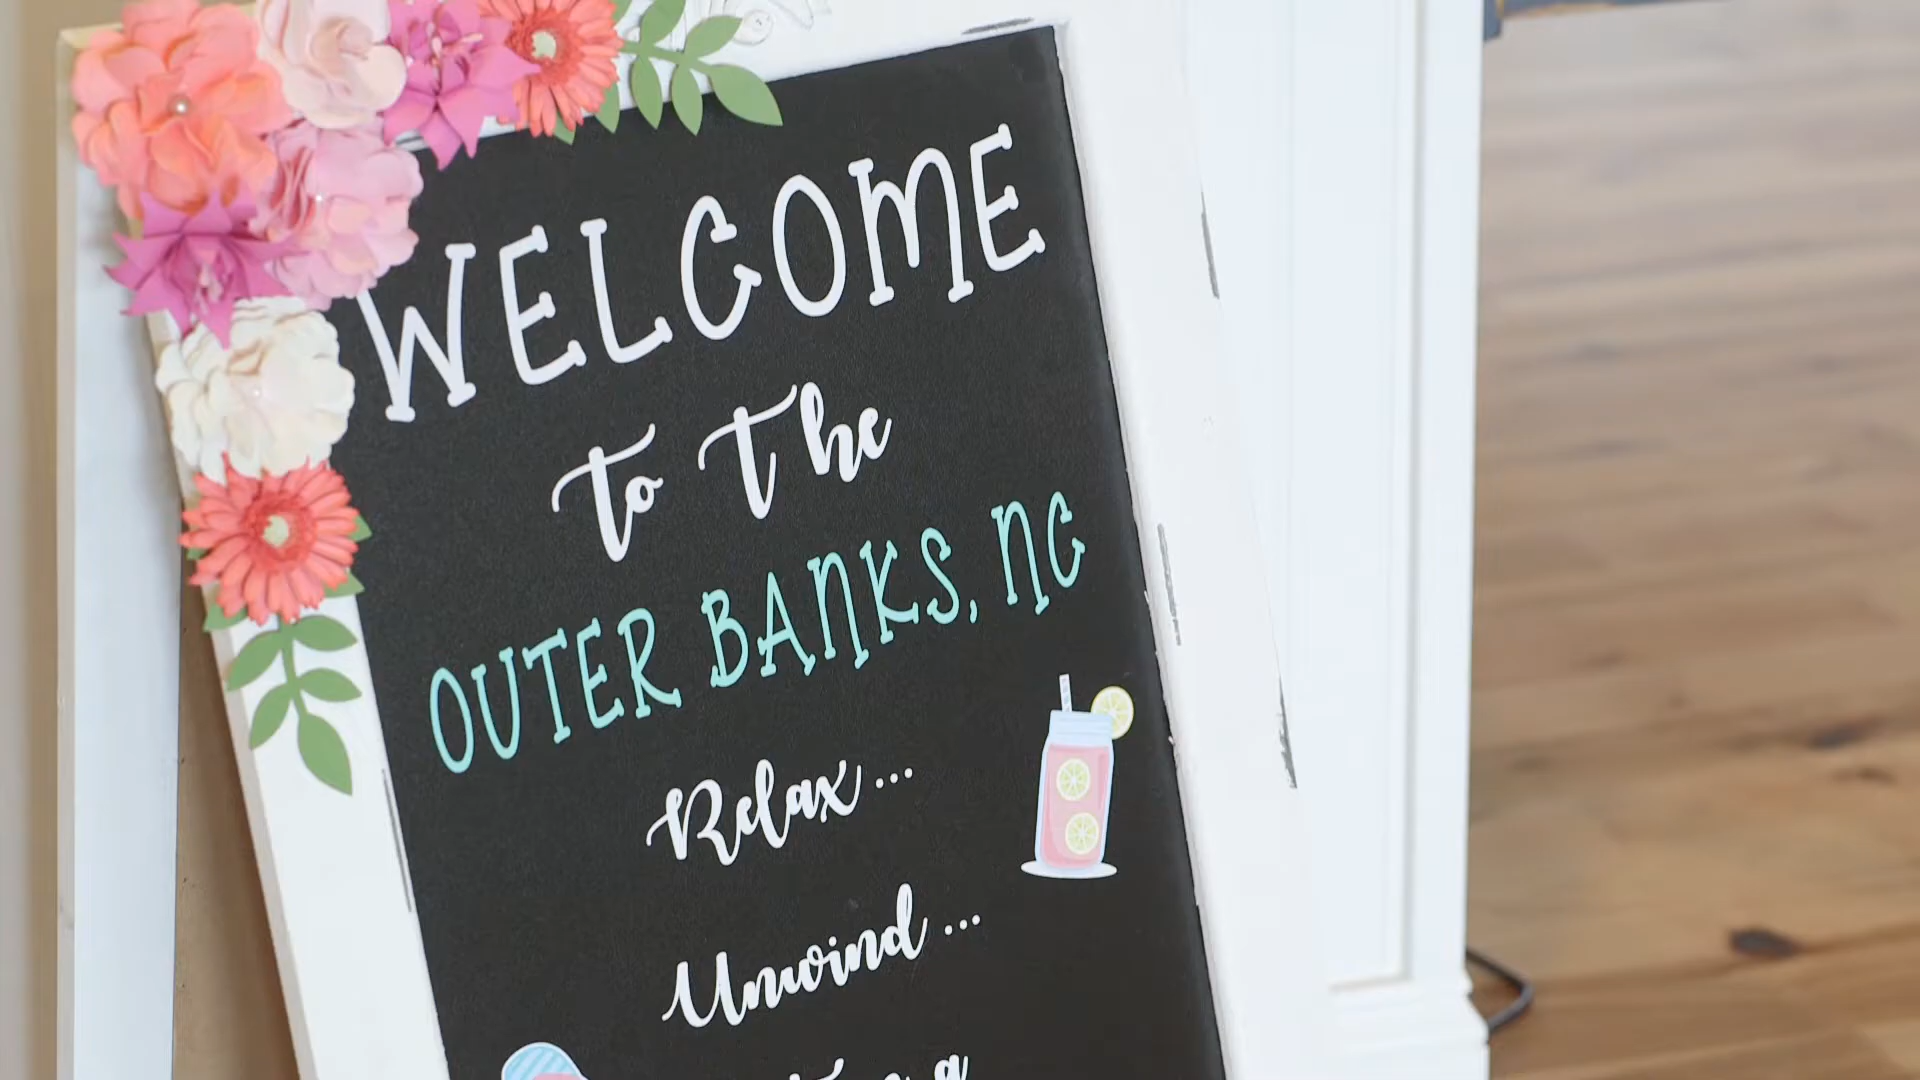 WELCOME
to the
OUTER BANKS, NC
Relax...
Unwind...